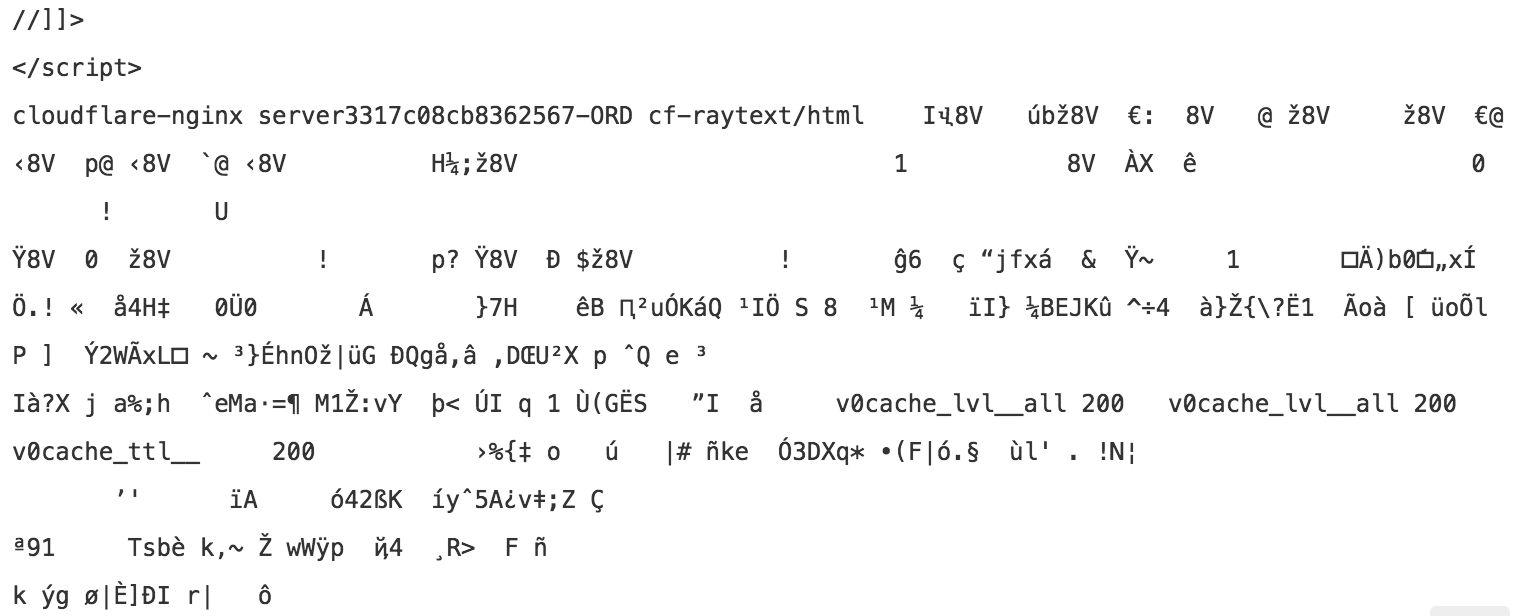 //]]>
</script>
cloudflare-nginx server3317c08cb8362567-ORD cf-raytext/html Iҷ8V úbž8V €: 8V @ ž8V ž8V €@
‹8V p@ ‹8V `@ ‹8V H¼;ž8V 1 8V ÀX ê 0
! U
Ÿ8V 0 ž8V ! p? Ÿ8V Ð $ž8V ! ĝ6 ç “jfxá & Ÿ~ 1 Ä)b0 „xÍ
Ö.! « å4H‡ 0Ü0 Á }7H êB Ԥ²uÓKáQ ¹IÖ S 8 ¹M ¼ ïI} ¼BEJKû ^÷4 à}Ž{\?Ë1 Ãoà [ üoÕl
P ] Ý2WÃxL ~ ³}ÉhnOž|üG ÐQgå,â ,DŒU²X p ˆQ e ³
Ià?X j a%;h ˆeMa·=¶ M1Ž:vY þ< ÚI q 1 Ù(GËS ”I å v0cache_lvl__all 200 v0cache_lvl__all 200
v0cache_ttl__ 200 ›%{‡ o ú |# ñke Ó3DXq* •(F|ó.§ ùl' . !N¦
’' ïA ó42ßK íyˆ5A¿v‡;Z Ç
ª91 Tsbè k,~ Ž wWÿp ҋ4 ¸R> F ñ
k ýg ø|È]ÐI r| ô